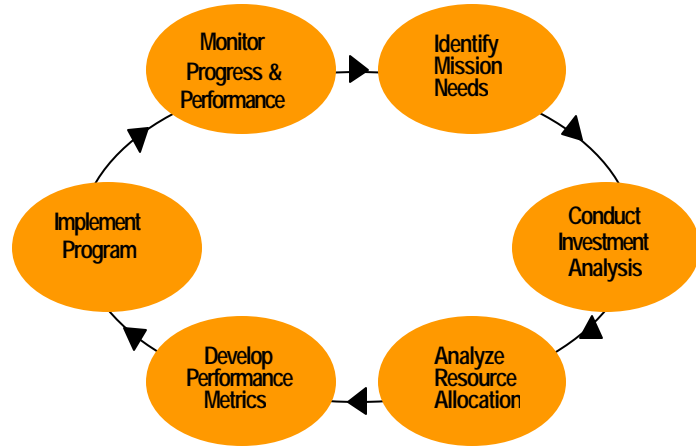 Monitor
Progress &
Performance
Identify
Mission
Needs
Conduct
Investment
Analysis
Analyze
Resource
Allocation
Develop
Performance
Metrics
Implement
Program